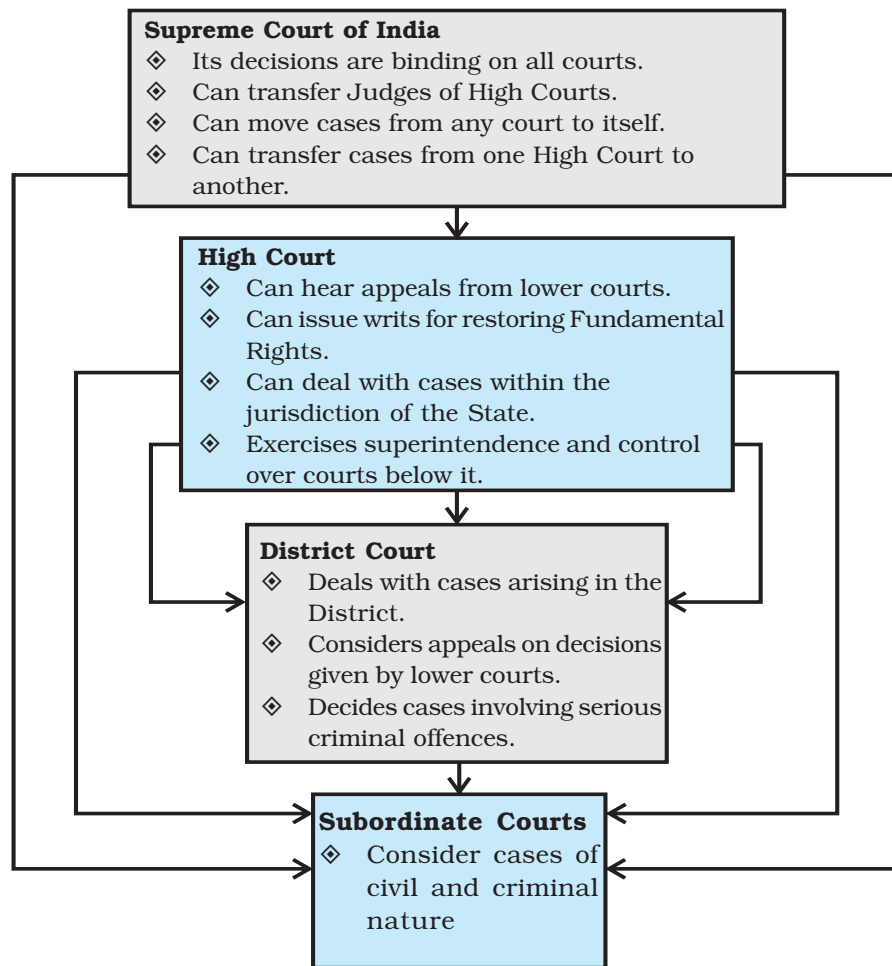 Supreme Court of India
Its decisions are binding on all courts.
Can transfer Judges of High Courts.
Can move cases from any court to itself.
Can transfer cases from one High Court to
another.
High Court
Can hear appeals from lower courts.
Can issue writs for restoring Fundamental
Rights.
Can deal with cases within the
jurisdiction of the State.
Exercises superintendence and control
over courts below it.
District Court
Deals with cases arising in the
District.
Considers appeals on decisions
given by lower courts.
Decides cases involving serious
criminal offences.
Subordinate Courts
Consider cases of
civil and criminal
nature